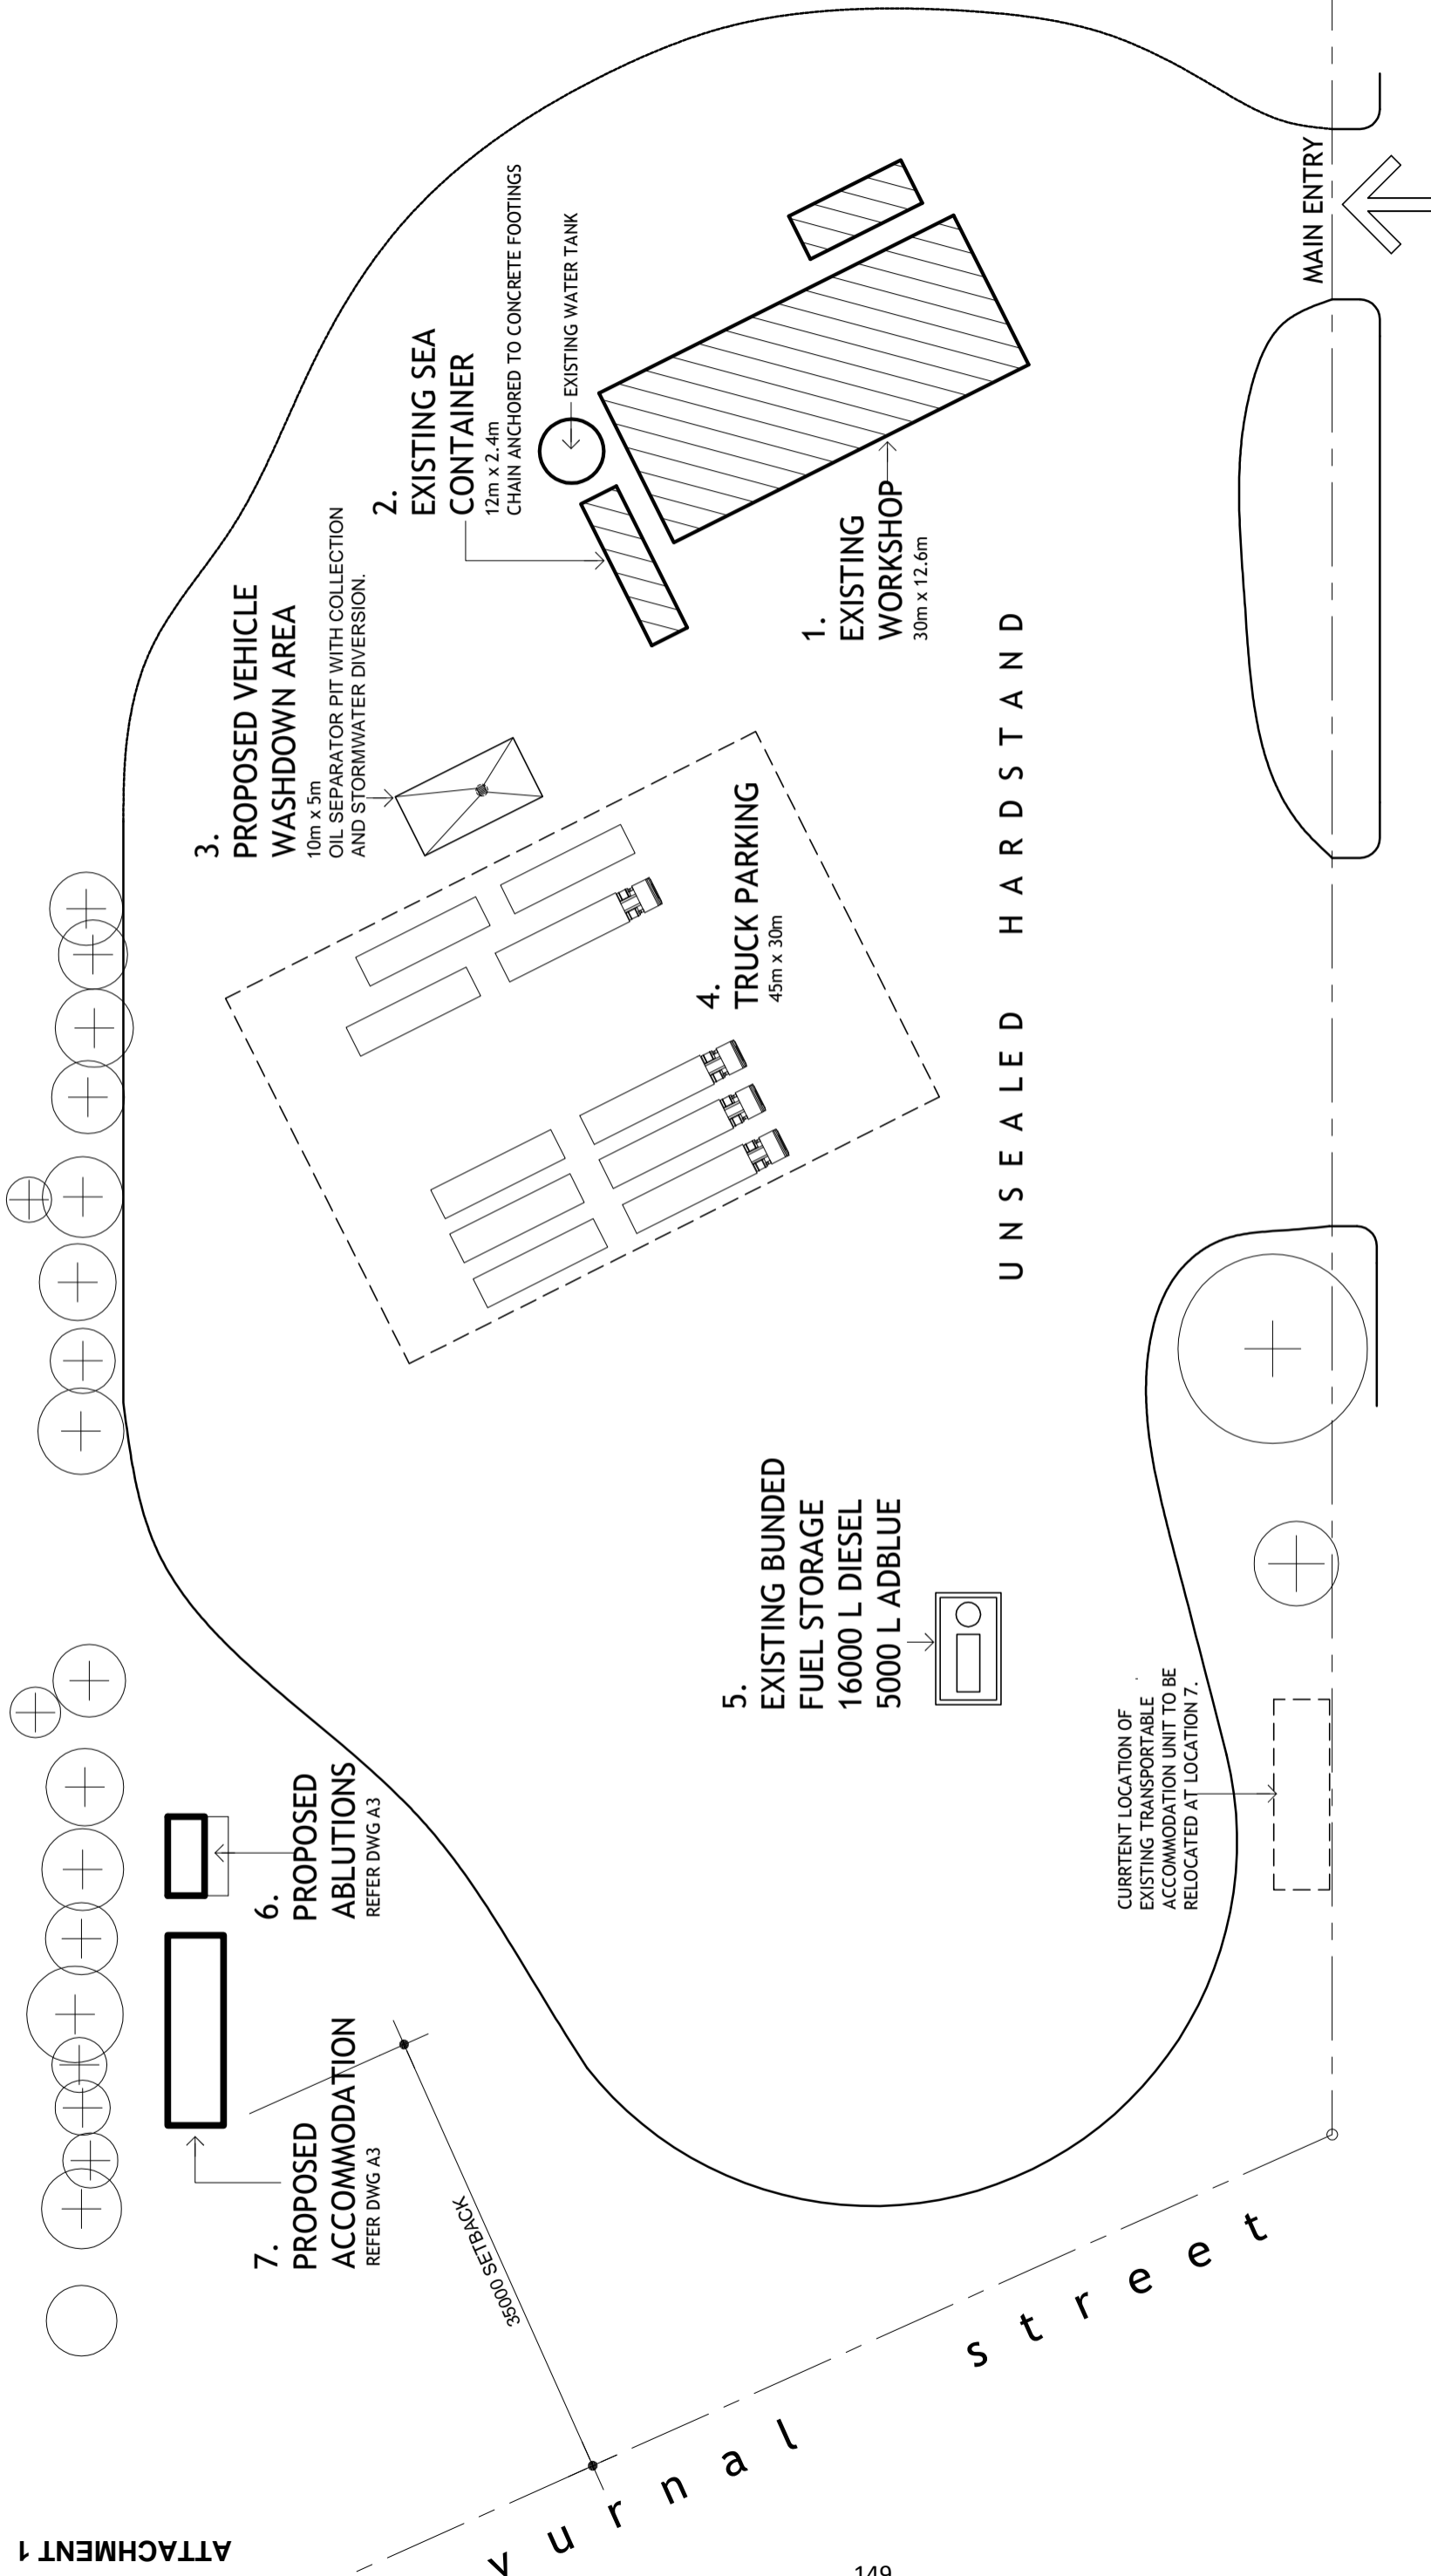 ATTACHMENT 1
7.
PROPOSED
ACCOMMODATION
REFER DWG A3
6.
PROPOSED
ABLUTIONS
REFER DWG A3
3.
PROPOSED VEHICLE
WASHDOWN AREA
10m x 5m
OIL SEPARATOR PIT WITH COLLECTION
AND STORMWATER DIVERSION.
2.
EXISTING SEA
CONTAINER
12m x 2.4m
CHAIN ANCHORED TO CONCRETE FOOTINGS
EXISTING WATER TANK
35000 SETBACK
4.
TRUCK PARKING
45m x 30m
5.
EXISTING BUNDED
FUEL STORAGE
16000 L DIESEL
5000 L ADBLUE
1.
EXISTING
WORKSHOP
30m x 12.6m
UNSEALED HARDSTAND
CURRTENT LOCATION OF
EXISTING TRANSPORTABLE
ACCOMMODATION UNIT TO BE
RELOCATED AT LOCATION 7.
MAIN ENTRY
vurnal street
149